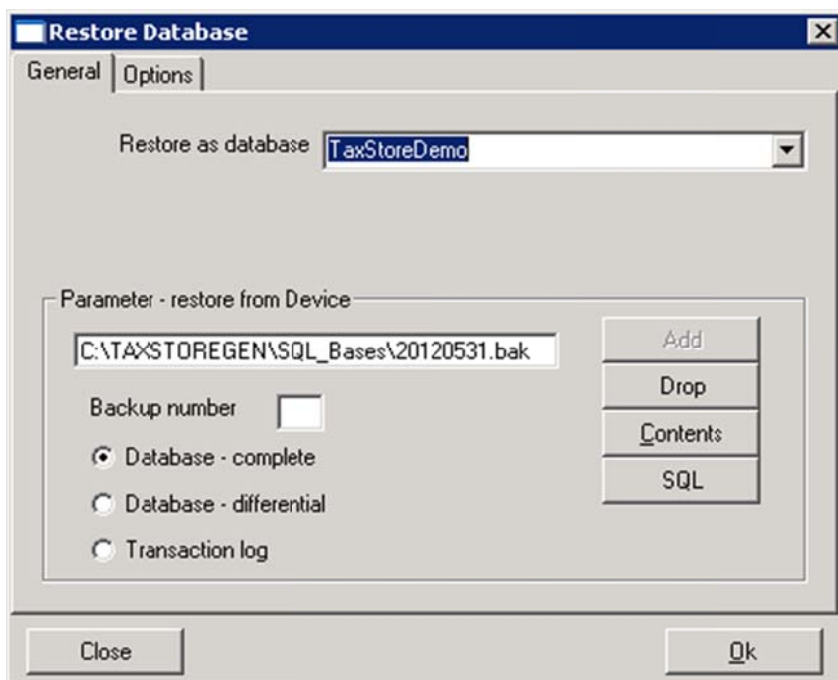 Restore Database
General Options
Restore as database TaxStoreDemo
Parameter - restore from Device
C:\TAXSTOREGEN\SQL_Bases\20120531.bak
Add
Drop
Backup number
Contents
Database - complete
SQL
Database - differential
Transaction log
Close Ok